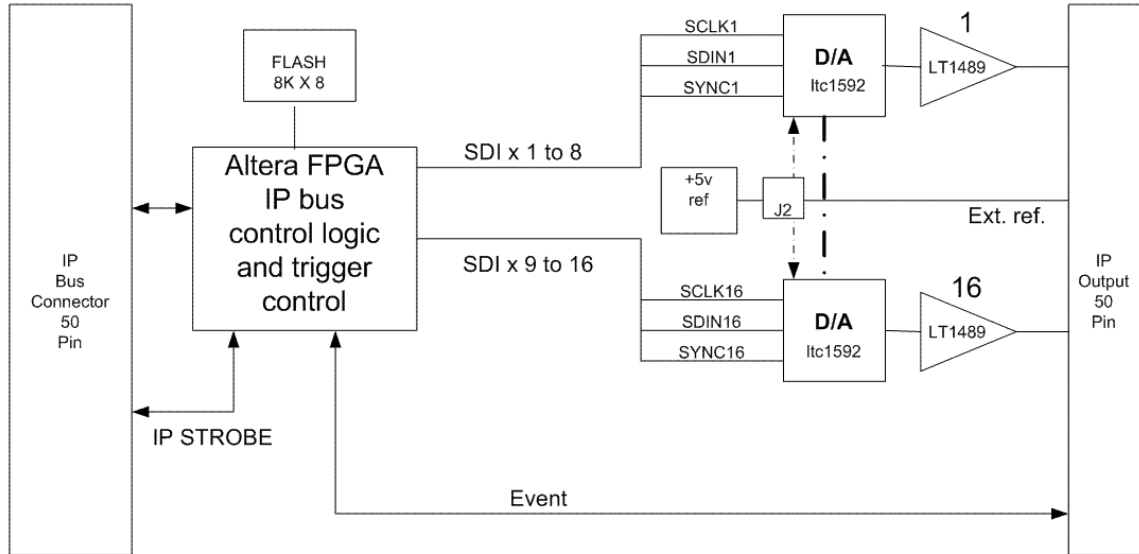 FLASH
8K X 8
Altera FPGA
IP bus
control logic
and trigger
control
IP
Bus
Connector
50
Pin
IP STROBE
SDI x 1 to 8
SDI x 9 to 16
SCLK1
SDIN1
SYNC1
D/A
ltc1592
1
LT1489
+5v
ref
J2
Ext. ref.
SCLK16
SDIN16
SYNC16
D/A
ltc1592
16
LT1489
IP
Output
50
Pin
Event